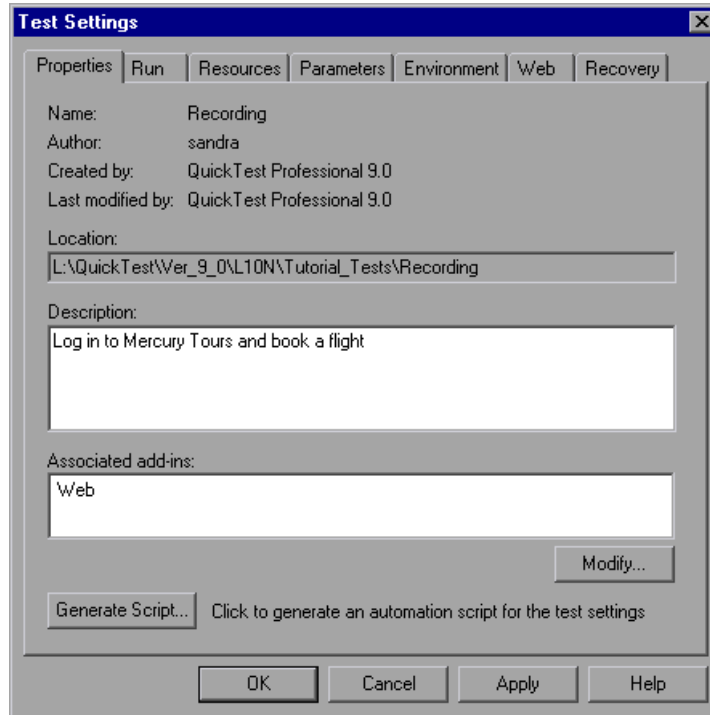 Test Settings
Properties Run Resources Parameters Environment Web Recovery
Name: Recording
Author: sandra
Created by: QuickTest Professional 9.0
Last modified by: QuickTest Professional 9.0
Location:
L:\QuickTest\Ver_9_0\L10N\Tutorial_Tests\Recording
Description:
Log in to Mercury Tours and book a flight
Associated add-ins:
Web
Modify...
Generate Script... Click to generate an automation script for the test settings
OK Cancel Apply Help